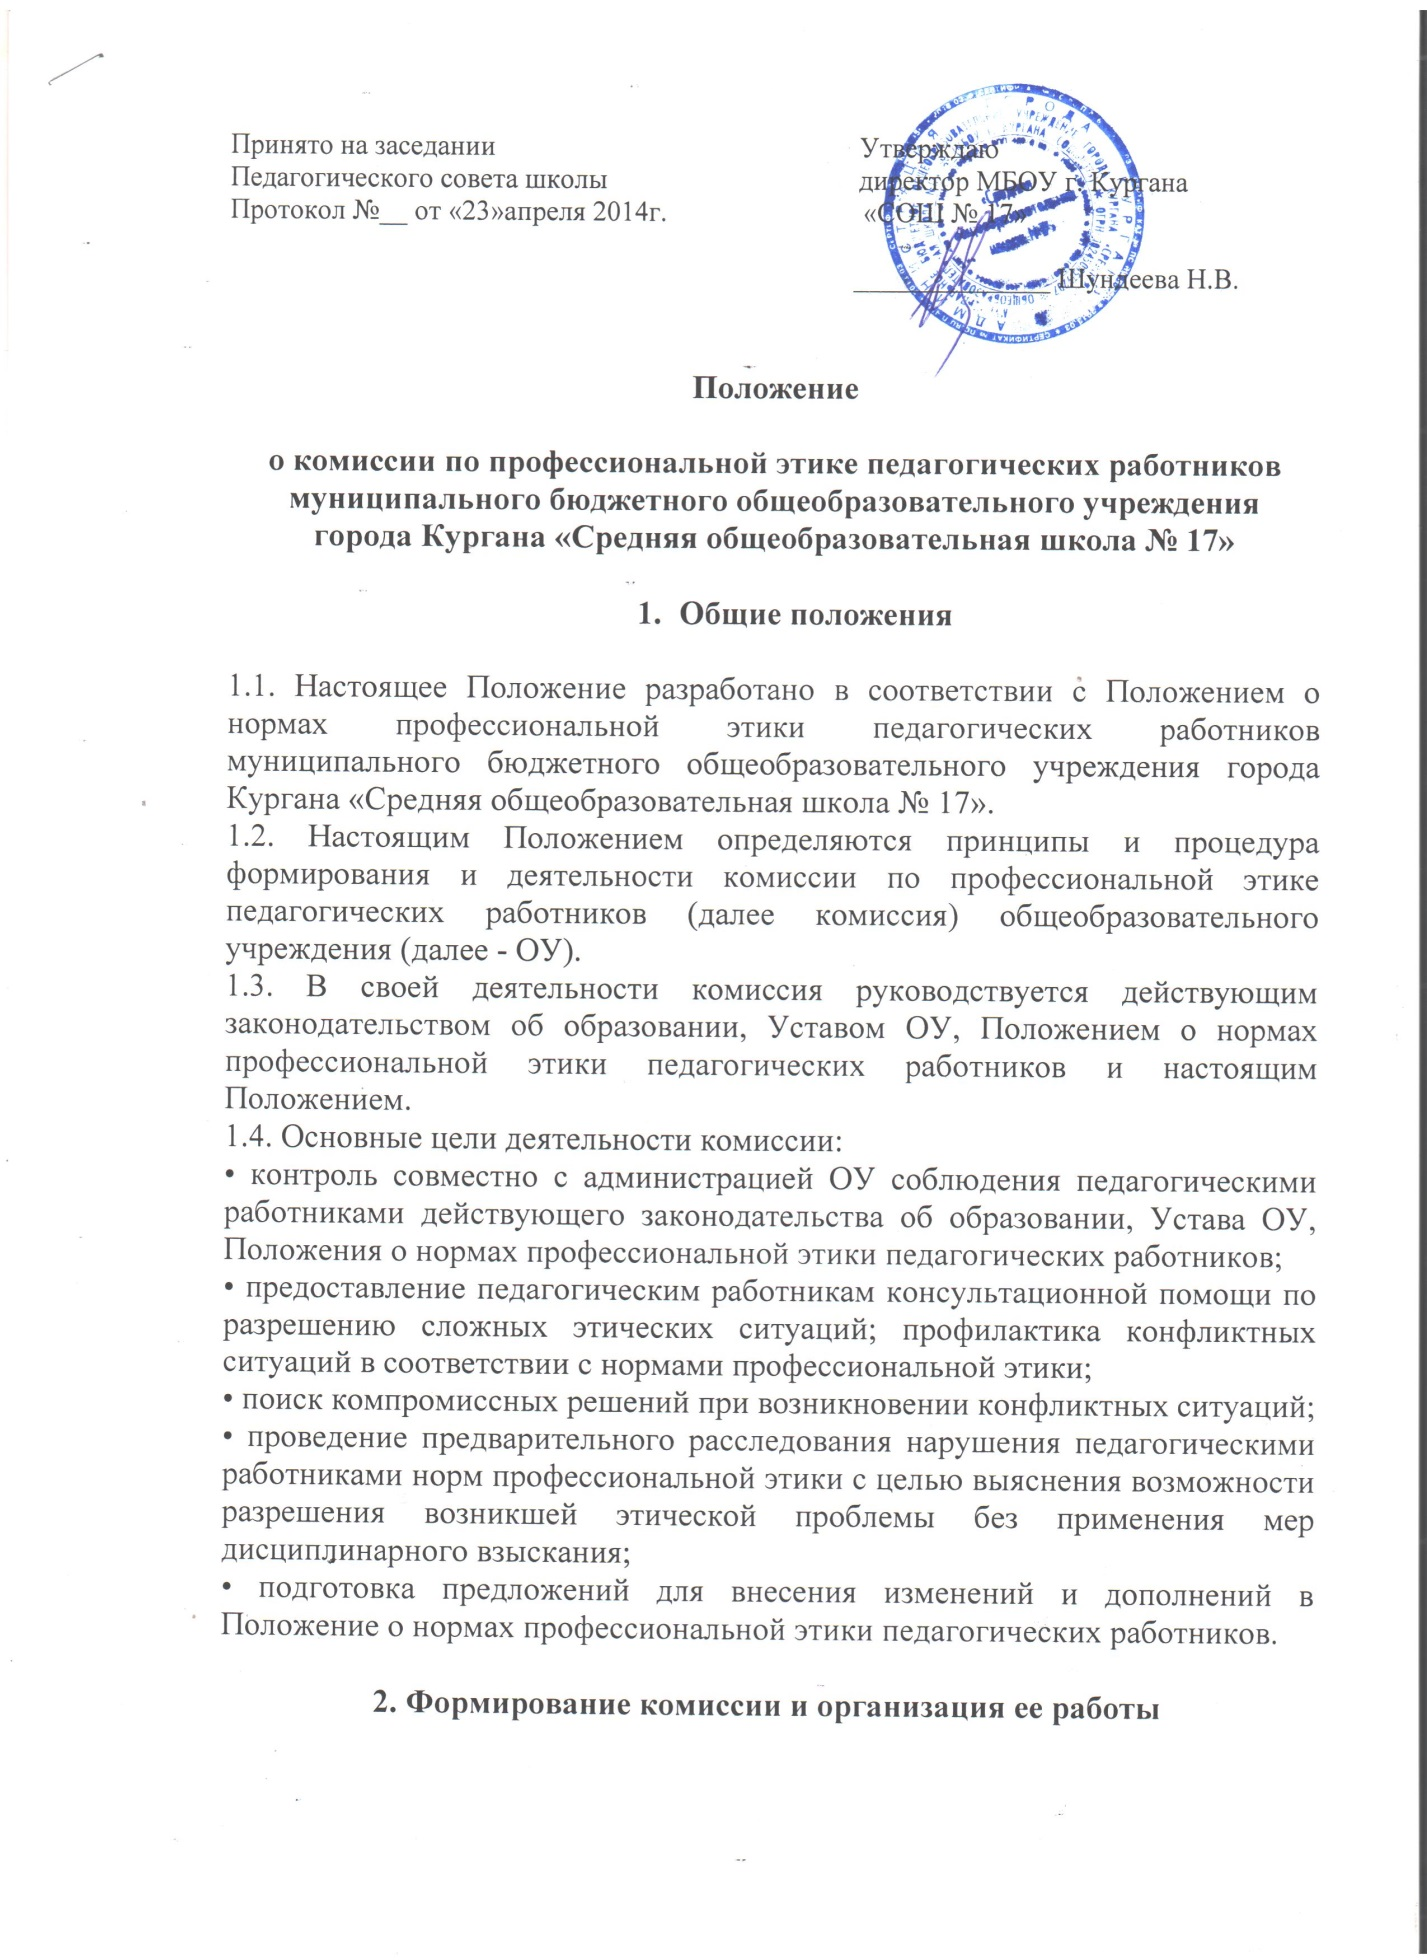 Принято на заседании
Педагогического совета школы
Протокол №__ от «23»апреля 2014г.
Утверждаю
директор МБОУ г. Кургана
«СОШ № 17»
______________ Шундеева Н.В.
Положение
о комиссии по профессиональной этике педагогических работников
муниципального бюджетного общеобразовательного учреждения
города Кургана «Средняя общеобразовательная школа № 17»
1. Общие положения
1.1. Настоящее Положение разработано в соответствии с Положением о
нормах профессиональной этики педагогических работников
муниципального бюджетного общеобразовательного учреждения города
Кургана «Средняя общеобразовательная школа № 17».
1.2. Настоящим Положением определяются принципы и процедура
формирования и деятельности комиссии по профессиональной этике
педагогических работников (далее комиссия) общеобразовательного
учреждения (далее - ОУ).
1.3. В своей деятельности комиссия руководствуется действующим
законодательством об образовании, Уставом ОУ, Положением о нормах
профессиональной этики педагогических работников и настоящим
Положением.
1.4. Основные цели деятельности комиссии:
• контроль совместно с администрацией ОУ соблюдения педагогическими
работниками действующего законодательства об образовании, Устава ОУ,
Положения о нормах профессиональной этики педагогических работников;
• предоставление педагогическим работникам консультационной помощи по
разрешению сложных этических ситуаций; профилактика конфликтных
ситуаций в соответствии с нормами профессиональной этики;
• поиск компромиссных решений при возникновении конфликтных ситуаций;
• проведение предварительного расследования нарушения педагогическими
работниками норм профессиональной этики с целью выяснения возможности
разрешения возникшей этической проблемы без применения мер
дисциплинарного взыскания;
• подготовка предложений для внесения изменений и дополнений в
Положение о нормах профессиональной этики педагогических работников.
2. Формирование комиссии и организация ее работы